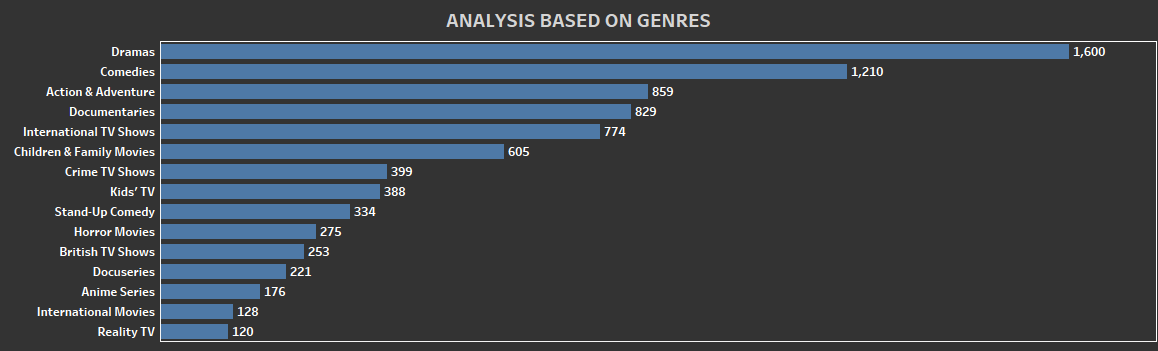 ANALYSIS BASED ON GENRES
Dramas 1,600
Comedies 1,210
Action & Adventure 859
Documentaries 829
International TV Shows 774
Children & Family Movies 605
Crime TV Shows 399
Kids’ TV 388
Stand-Up Comedy 334
Horror Movies 275
British TV Shows 253
Docuseries 221
Anime Series 176
International Movies 128
Reality TV 120